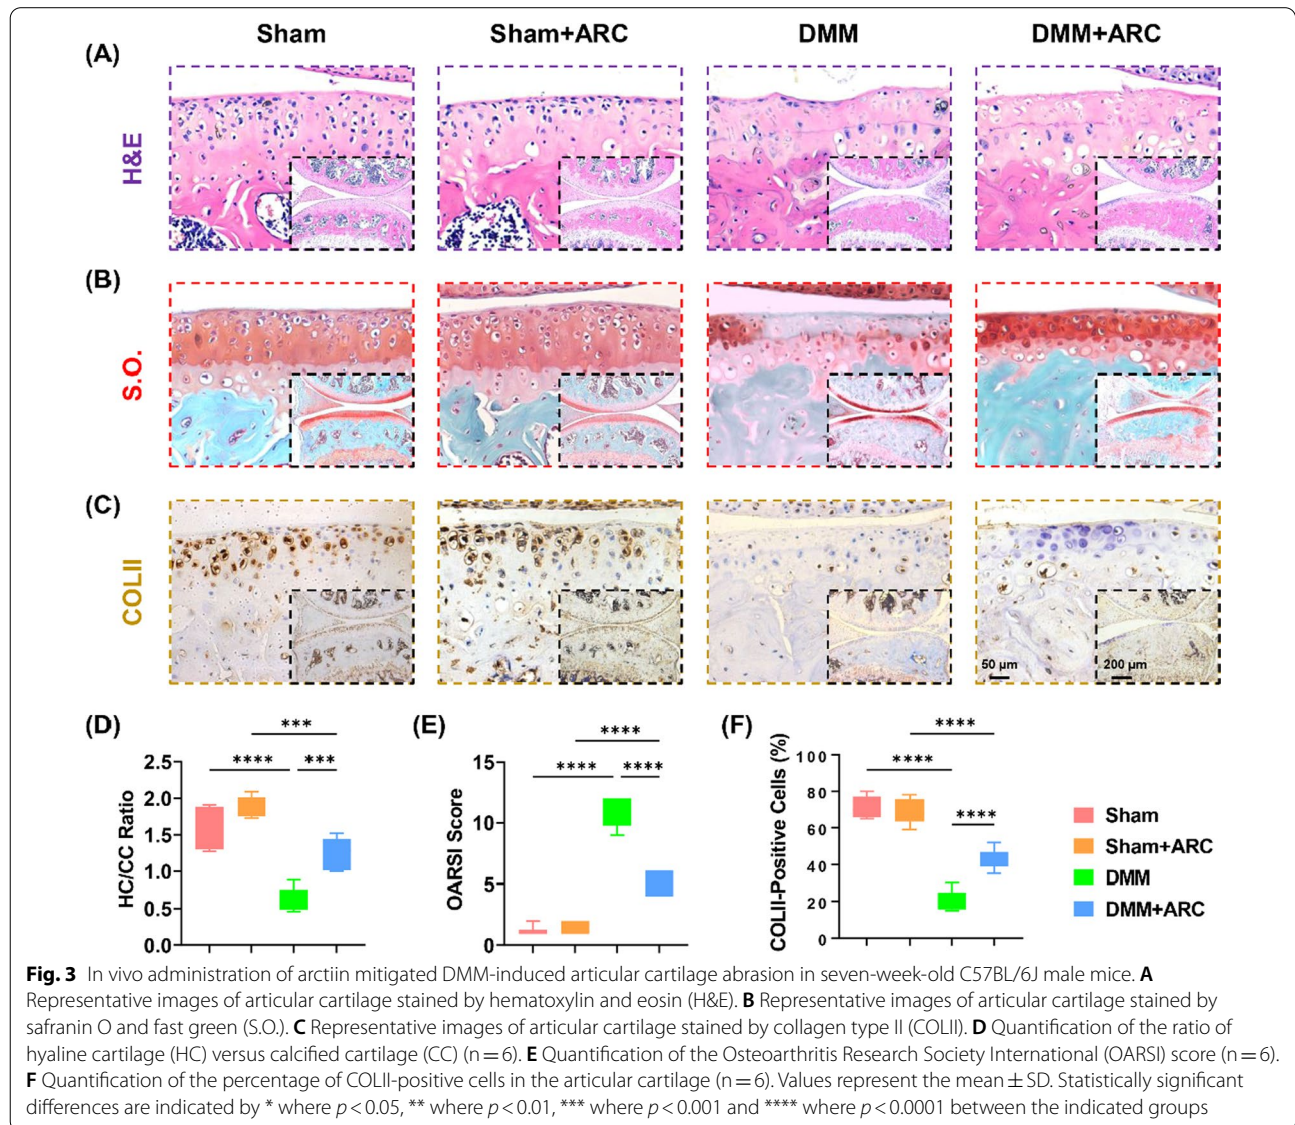 Sham Sham+ARC DMM DMM+ARC
(A)
H&E
(B)
S.O.
(C)
COLII
50 μm 200 μm
(D)
*** 
**** ***
HC/CC Ratio
2.5
2.0
1.5
1.0
0.5
0.0
(E)
****
**** ****
OARSI Score
15
10
5
0
(F)
****
****
****
COLII-Positive Cells (%)
100
80
60
40
20
0
Sham
Sham+ARC
DMM
DMM+ARC
Fig. 3 In vivo administration of arctiin mitigated DMM-induced articular cartilage abrasion in seven-week-old C57BL/6J male mice. A
Representative images of articular cartilage stained by hematoxylin and eosin (H&E). B Representative images of articular cartilage stained by
safranin O and fast green (S.O.). C Representative images of articular cartilage stained by collagen type II (COLII). D Quantification of the ratio of
hyaline cartilage (HC) versus calcified cartilage (CC) (n = 6). E Quantification of the Osteoarthritis Research Society International (OARSI) score (n = 6).
F Quantification of the percentage of COLII-positive cells in the articular cartilage (n = 6). Values represent the mean ± SD. Statistically significant
differences are indicated by * where p < 0.05, ** where p < 0.01, *** where p < 0.001 and **** where p < 0.0001 between the indicated groups